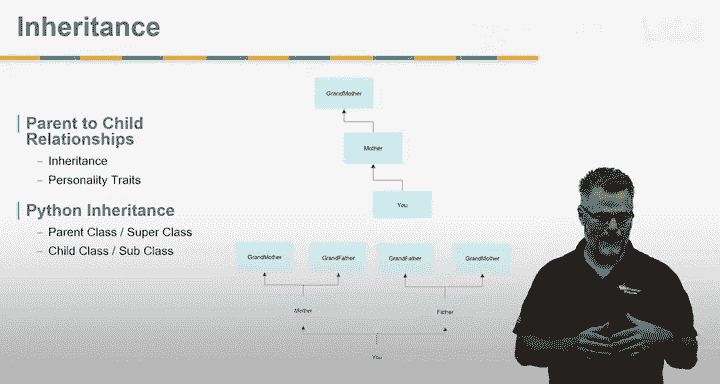 Inheritance
Parent to Child
Relationships
– Inheritance
– Personality Traits
Python Inheritance
– Parent Class / Super Class
– Child Class / Sub Class
GrandMother
Mother
You
GrandMother
GrandFather
GrandFather
GrandMother
Mother
Father
You